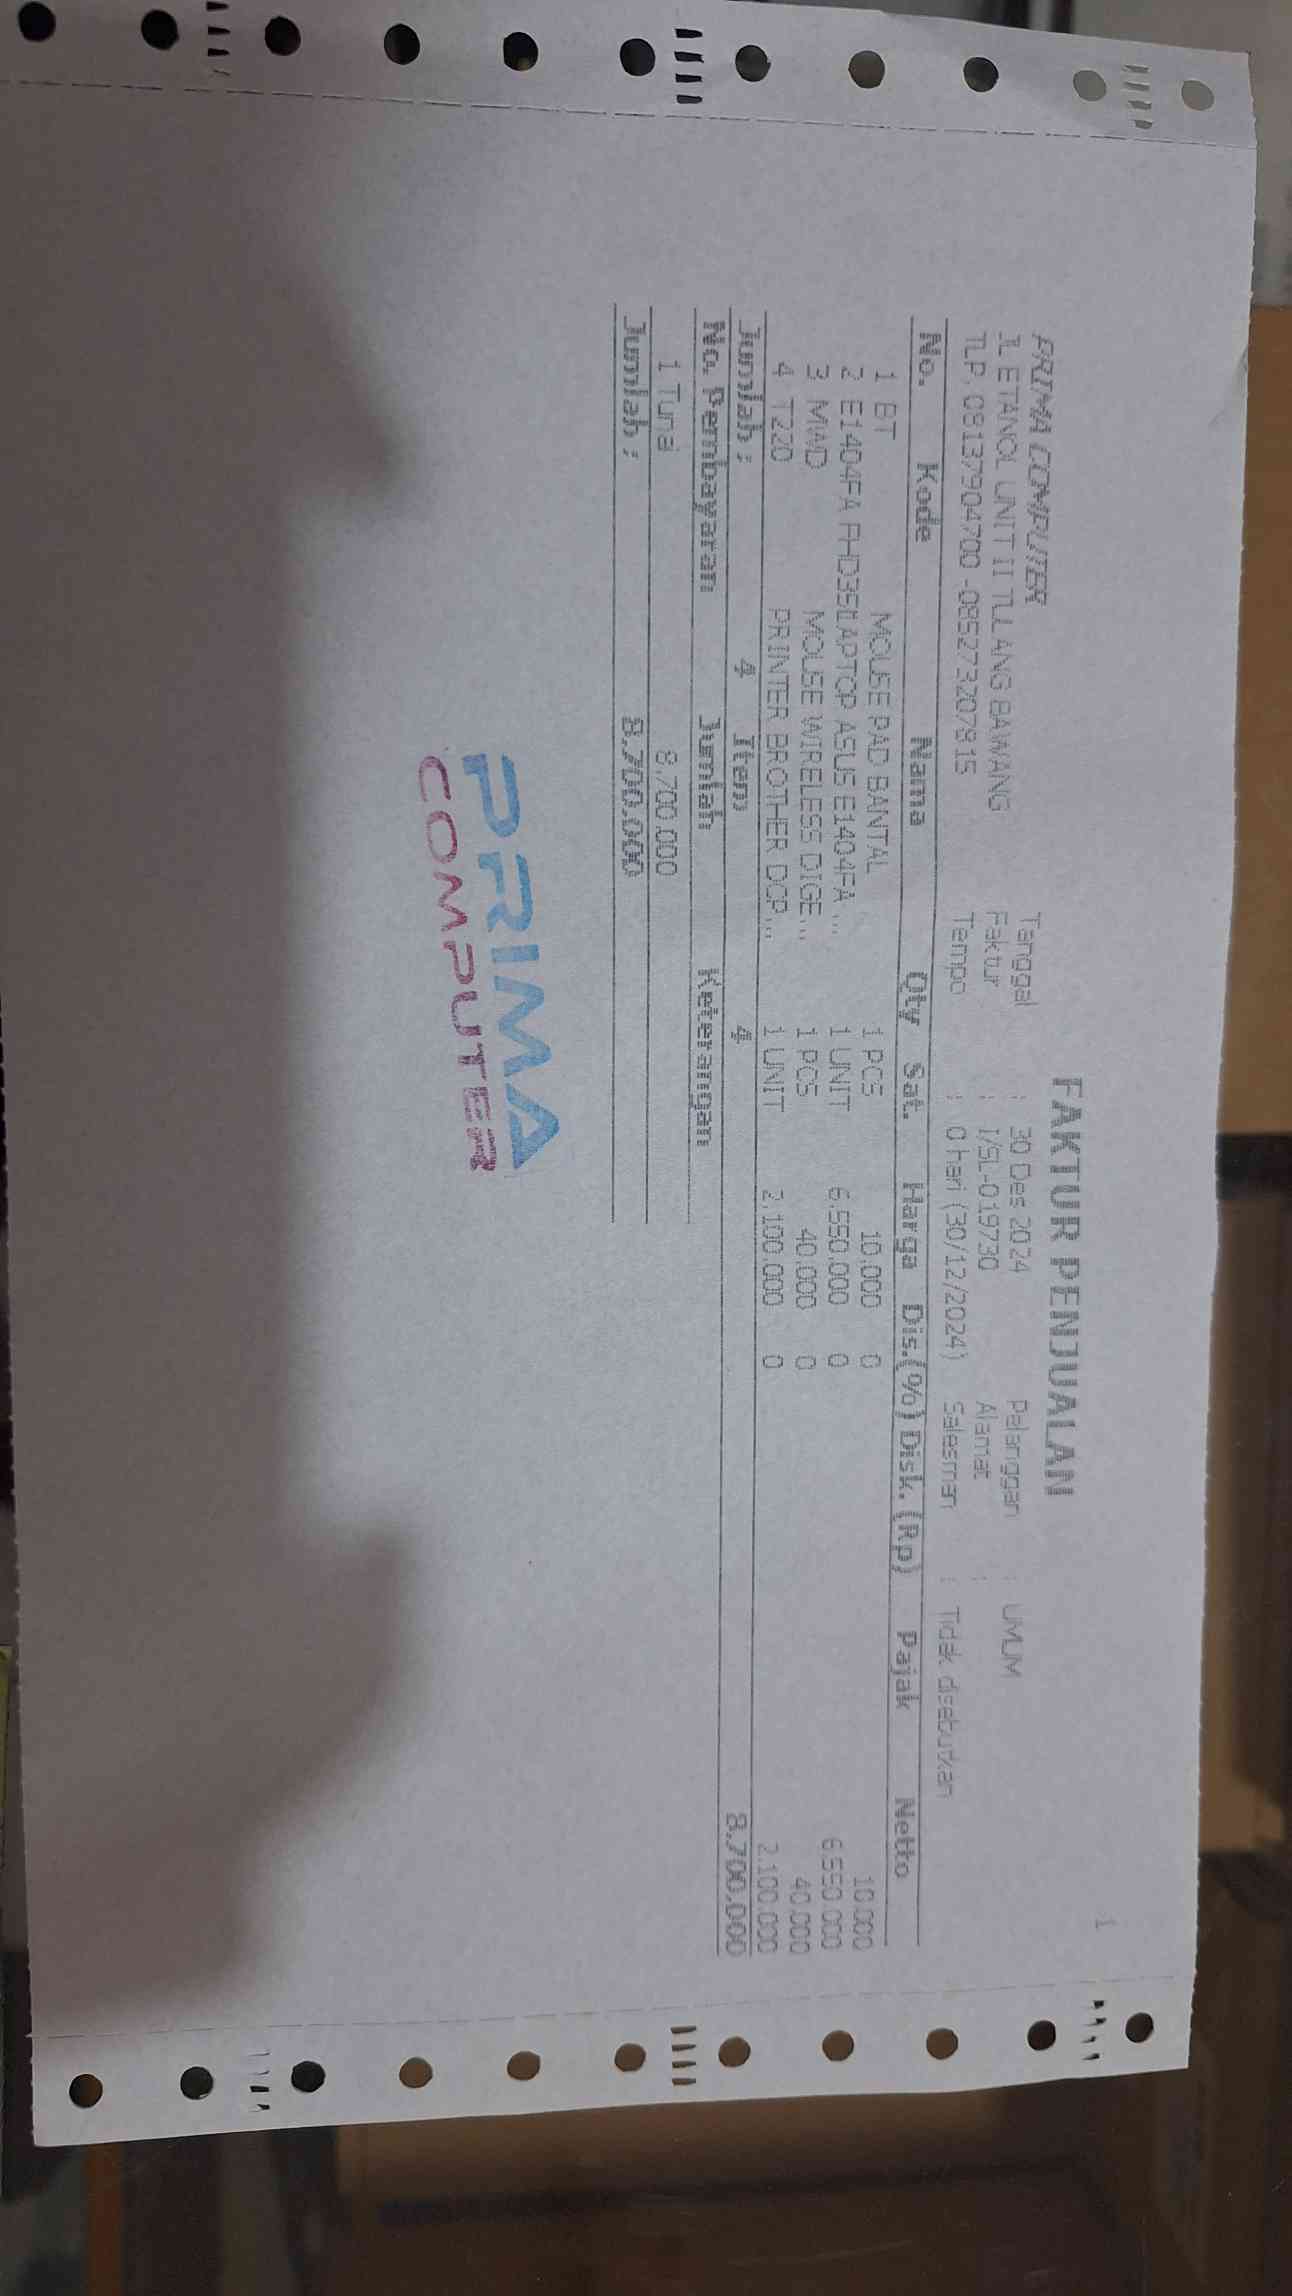 1
FAKTUR PENJUALAN
PRIMA COMPUTER
JL ETANOL UNIT II TULANG BAWANG
TLP. 08137904700 -085273207815
Tanggal : 30 Des 2024
Faktur : 1/SL-019730
Tempo : 0 hari (30/12/2024)
Pelanggan : UMUM
Alamat :
Salesman : Tidak disebutkan
No. Kode Nama Qty Sat. Harga Dis.(%) Disk.(Rp) Pajak Netto
1 BT MOUSE PAD BANTAL 1 PCS 10.000 0 10.000
2 E1404FA FHD35 LAPTOP ASUS E1404FA ... 1 UNIT 6.550.000 0 6.550.000
3 MWD MOUSE WIRELESS DIGE... 1 PCS 40.000 0 40.000
4 T220 PRINTER BROTHER DCP... 1 UNIT 2.100.000 0 2.100.000
Jumlah : 4 Item 4 8.700.000
No. Pembayaran Jumlah Keterangan
1 Tunai 8.700.000
Jumlah : 8.700.000
PRIMA
COMPUTER